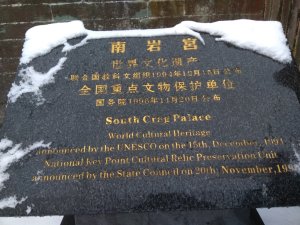 南岩宫
世界文化遗产
联合国教科文组织1994年12月15日公布
全国重点文物保护单位
国务院1996年11月20日公布
South Crag Palace
World Cultural Heritage
announced by the UNESCO on the 15th, December, 1994
National Key Point Cultural Relic Preservation Unit
announced by the State Council on 20th, November, 199